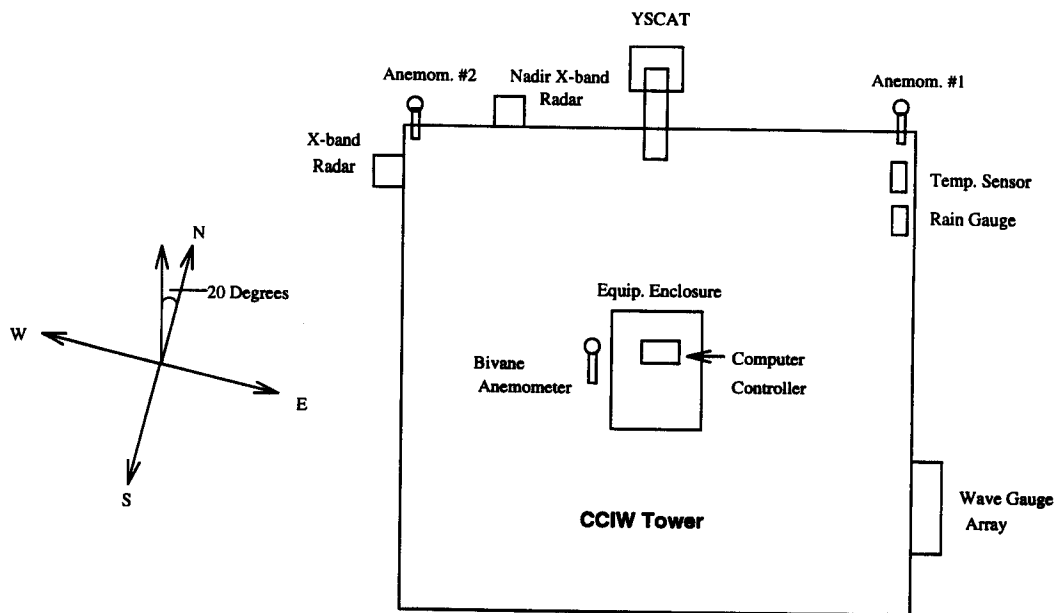 YSCAT
Anemom. #2
Nadir X-band
Radar
Anemom. #1
X-band
Radar
Temp. Sensor
Rain Gauge
N
20 Degrees
W
E
S
Equip. Enclosure
Bivane
Anemometer
Computer
Controller
CCIW Tower
Wave Gauge
Array